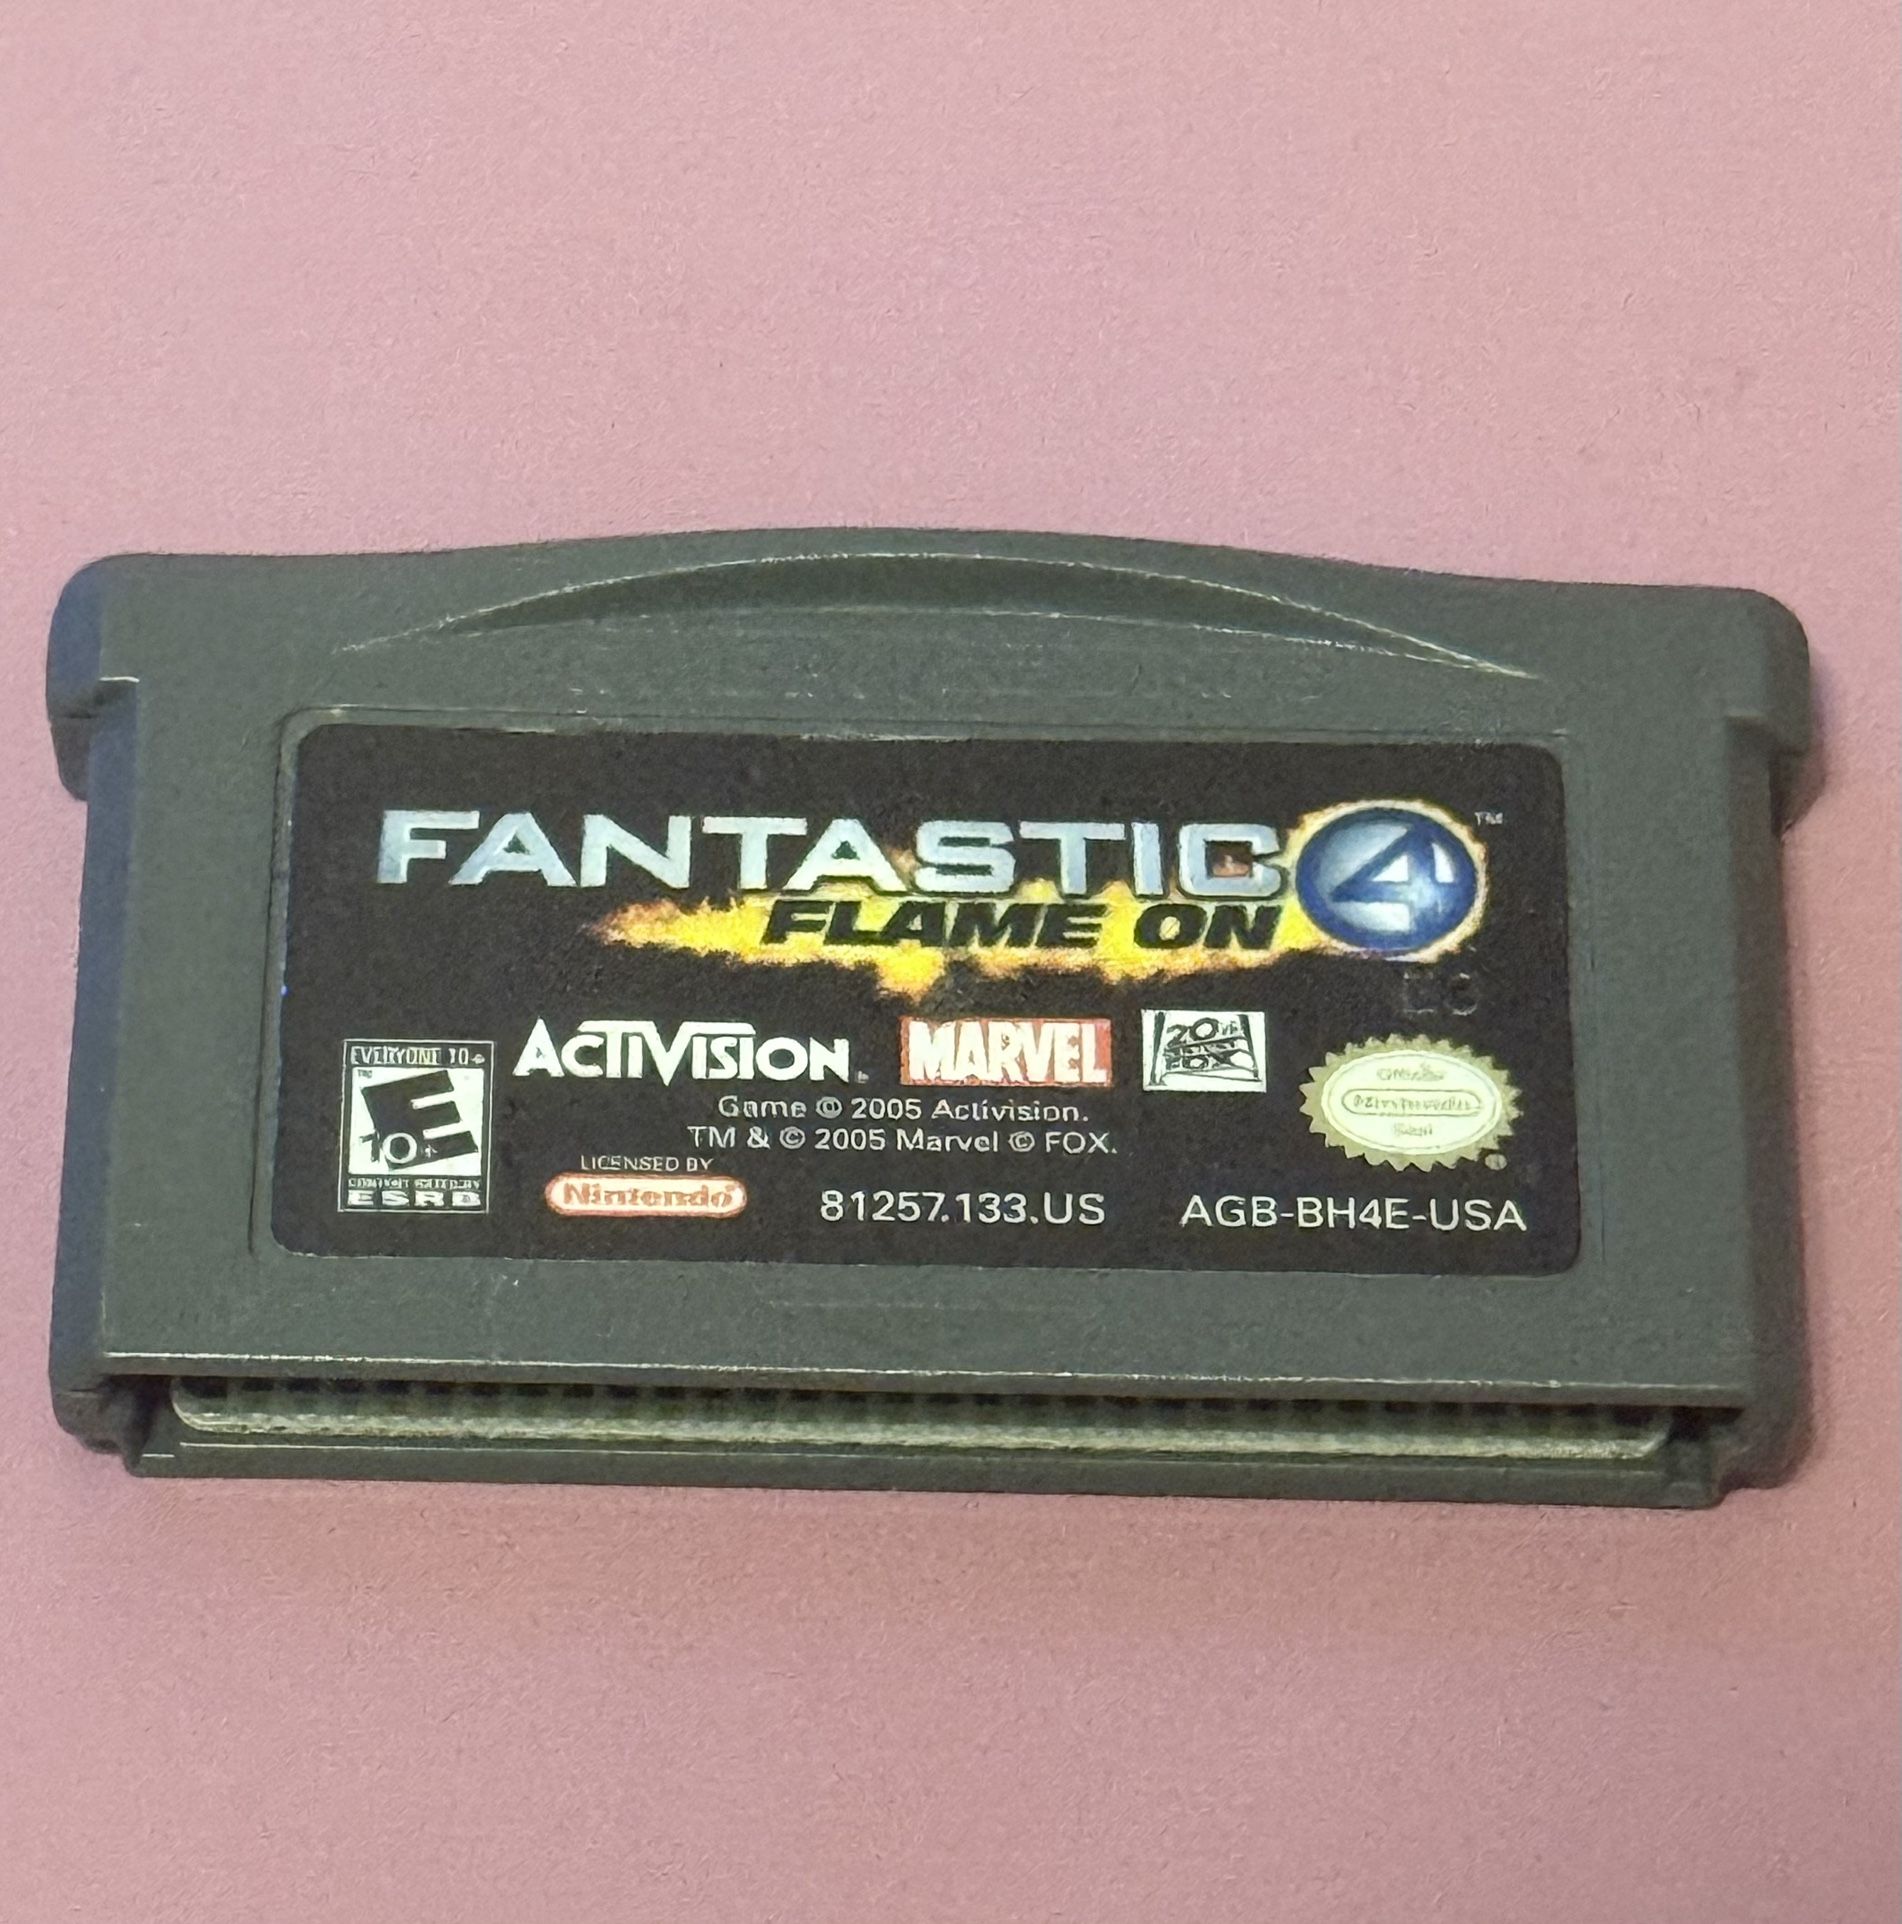 FANTASTIC 4 ™
FLAME ON
EVERYONE 10+
E
10+
ESRB
ACTIVISION.
MARVEL
20th
FOX
Game © 2005 Activision.
TM & © 2005 Marvel © FOX.
LICENSED BY
Nintendo
81257.133.US
AGB-BH4E-USA